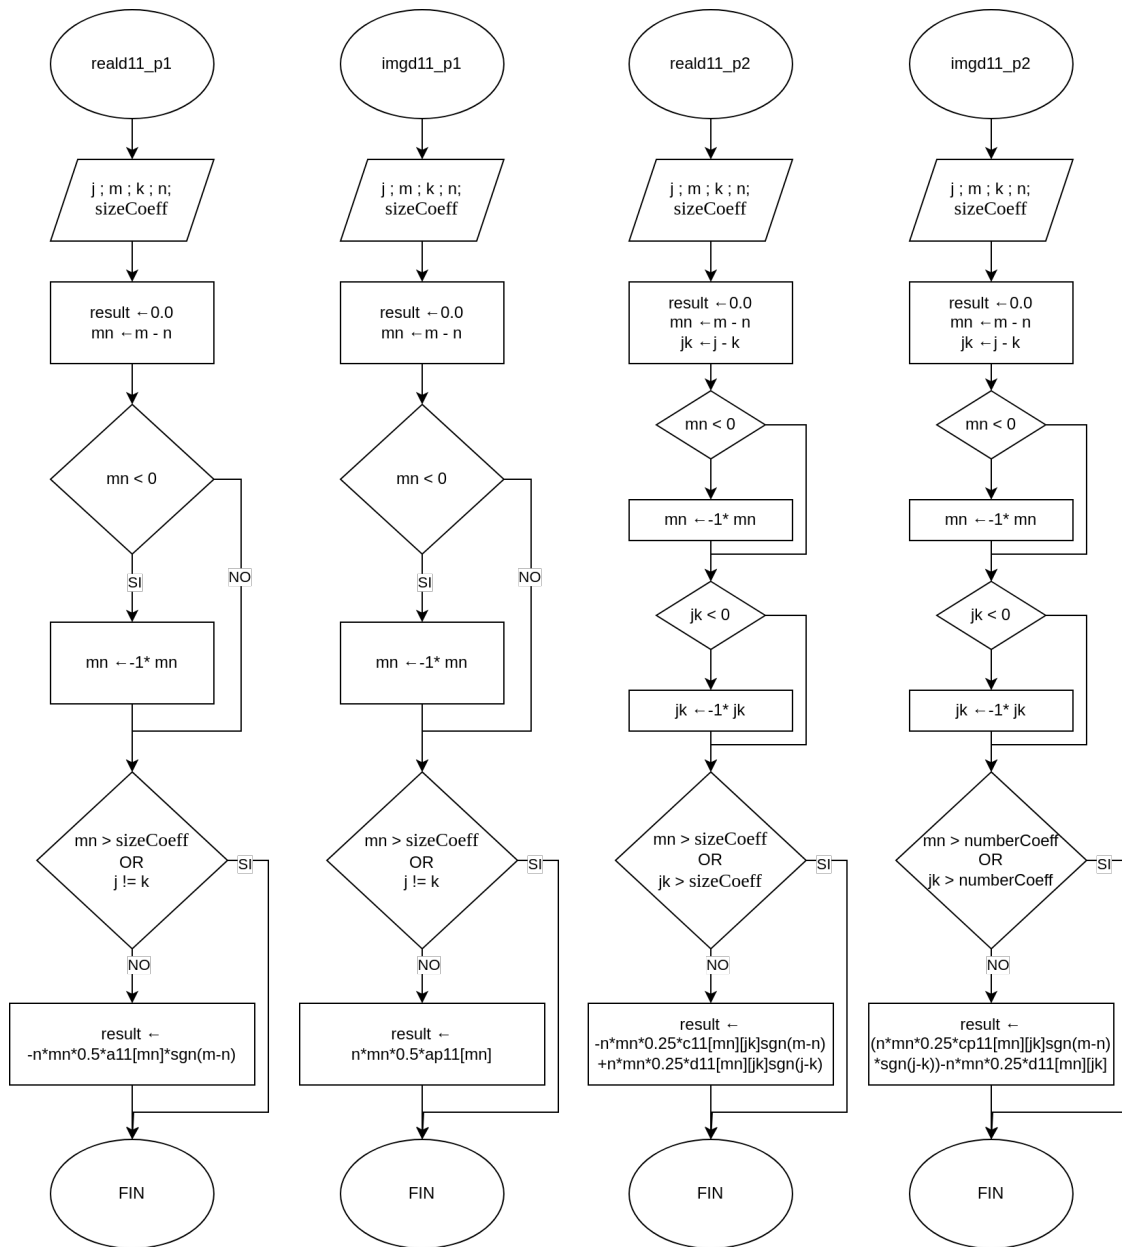 reald11_p1
j ; m ; k ; n;
sizeCoeff
result ←0.0
mn ←m - n
mn < 0
SI
NO
mn ←-1* mn
mn > sizeCoeff
OR
j != k
SI
NO
result ←
-n*mn*0.5*a11[mn]*sgn(m-n)
FIN
imgd11_p1
j ; m ; k ; n;
sizeCoeff
result ←0.0
mn ←m - n
mn < 0
SI
NO
mn ←-1* mn
mn > sizeCoeff
OR
j != k
SI
NO
result ←
n*mn*0.5*ap11[mn]
FIN
reald11_p2
j ; m ; k ; n;
sizeCoeff
result ←0.0
mn ←m - n
jk ←j - k
mn < 0
mn ←-1* mn
jk < 0
jk ←-1* jk
mn > sizeCoeff
OR
jk > sizeCoeff
SI
NO
result ←
-n*mn*0.25*c11[mn][jk]sgn(m-n)
+n*mn*0.25*d11[mn][jk]sgn(j-k)
FIN
imgd11_p2
j ; m ; k ; n;
sizeCoeff
result ←0.0
mn ←m - n
jk ←j - k
mn < 0
mn ←-1* mn
jk < 0
jk ←-1* jk
mn > numberCoeff
OR
jk > numberCoeff
SI
NO
result ←
(n*mn*0.25*cp11[mn][jk]sgn(m-n)
*sgn(j-k))-n*mn*0.25*d11[mn][jk]
FIN